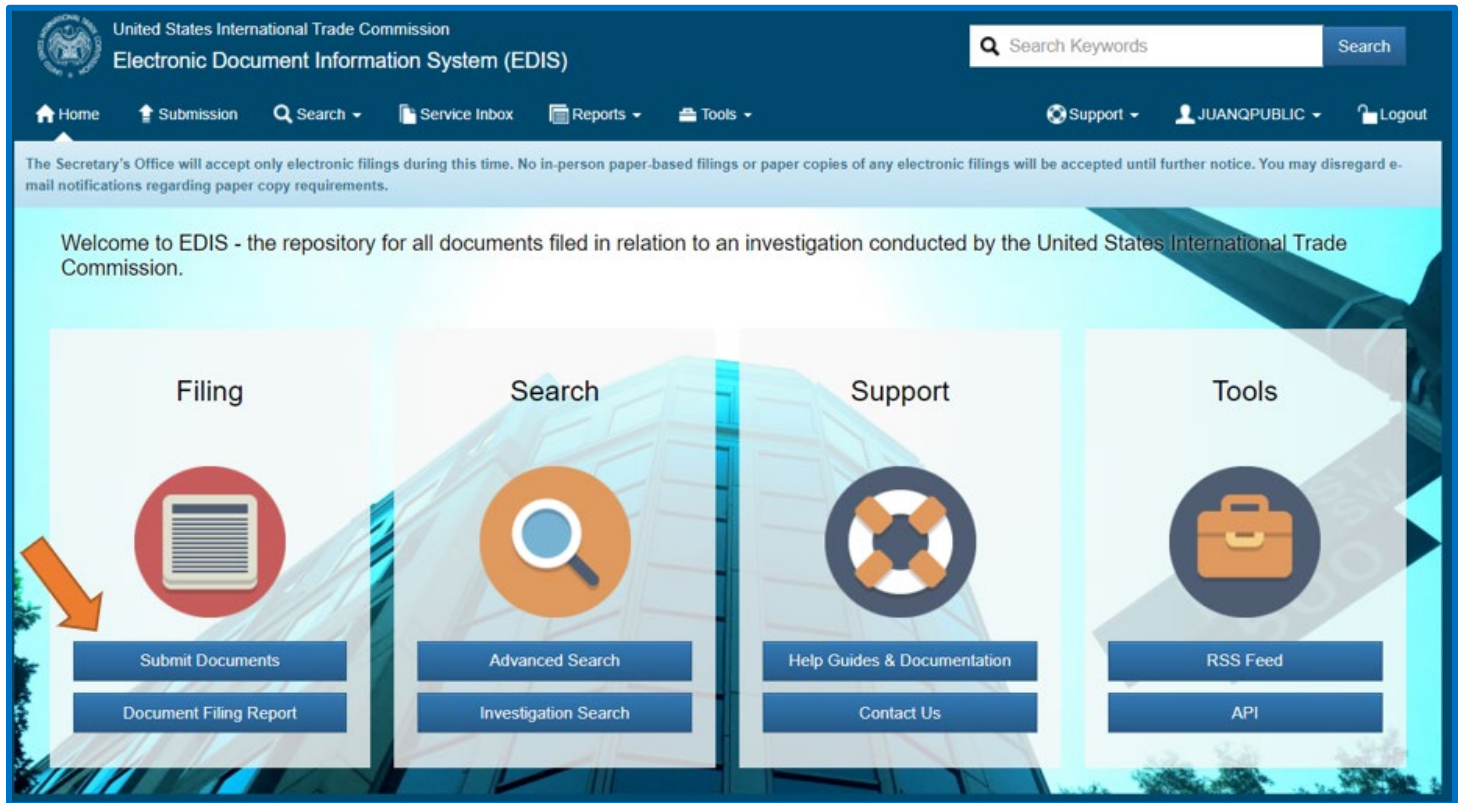 United States International Trade Commission
Electronic Document Information System (EDIS)
Search Keywords
Search
Home
Submission
Search
Service Inbox
Reports
Tools
Support
JUANQPUBLIC
Logout
The Secretary's Office will accept only electronic filings during this time. No in-person paper-based filings or paper copies of any electronic filings will be accepted until further notice. You may disregard e-
mail notifications regarding paper copy requirements.
Welcome to EDIS - the repository for all documents filed in relation to an investigation conducted by the United States International Trade
Commission.
Filing
Submit Documents
Document Filing Report
Search
Advanced Search
Investigation Search
Support
Help Guides & Documentation
Contact Us
Tools
RSS Feed
API